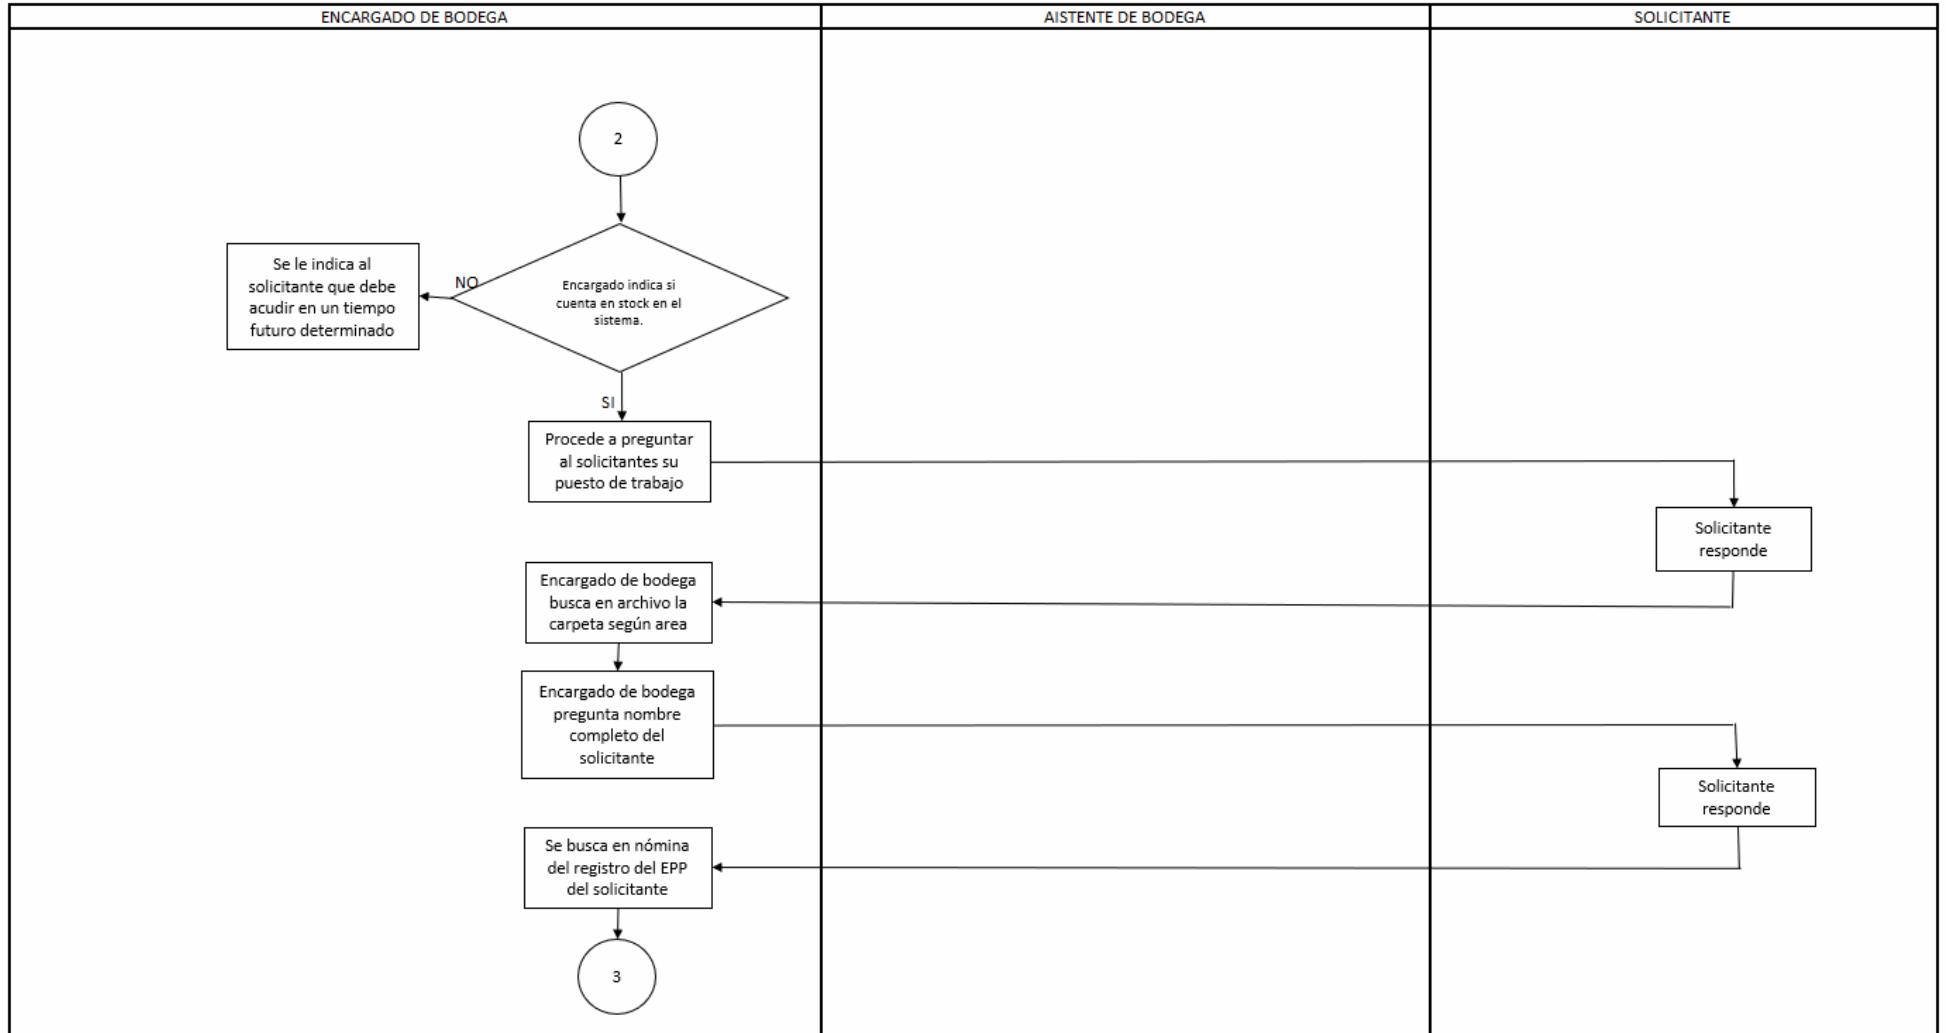 ENCARGADO DE BODEGA
AISTENTE DE BODEGA
SOLICITANTE
2
Se le indica al
solicitante que debe
acudir en un tiempo
futuro determinado
NO
Encargado indica si
cuenta en stock en el
sistema.
SI
Procede a preguntar
al solicitantes su
puesto de trabajo
Solicitante
responde
Encargado de bodega
busca en archivo la
carpeta según area
Encargado de bodega
pregunta nombre
completo del
solicitante
Solicitante
responde
Se busca en nómina
del registro del EPP
del solicitante
3